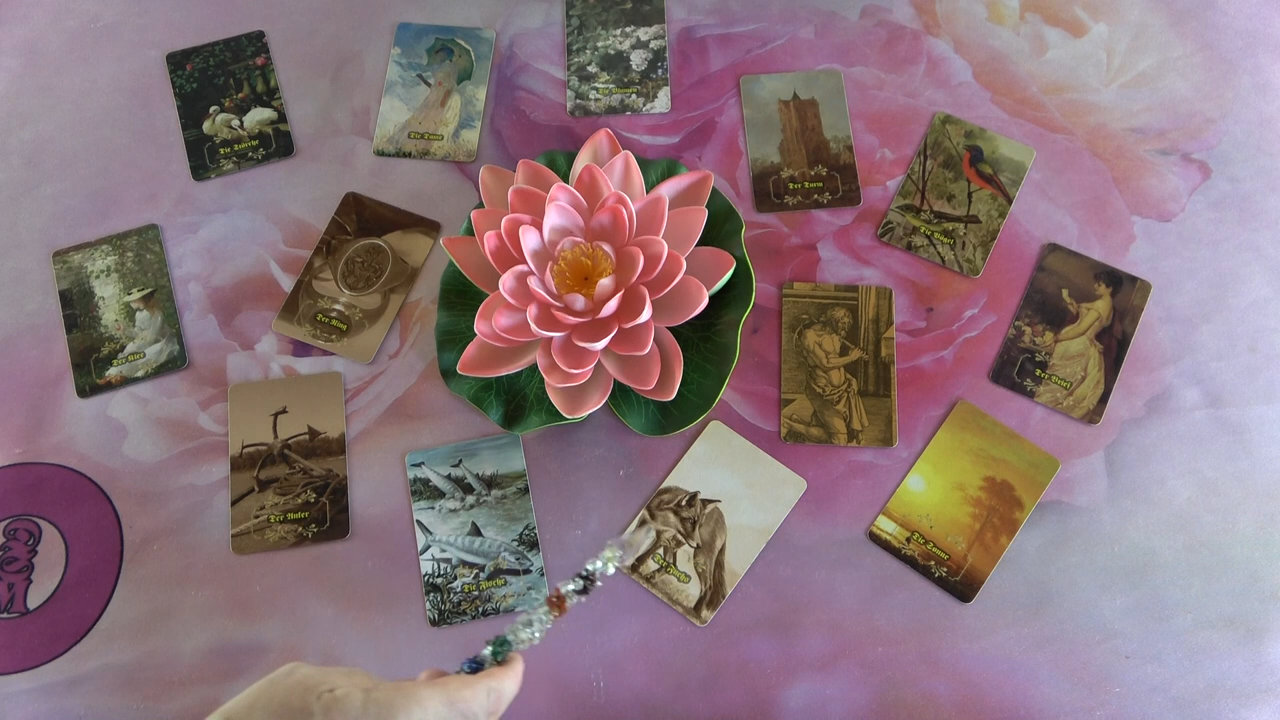 Die Störche
Die Dame
Die Blumen
Der Turm
Die Vögel
Der Klee
Der Ring
Der Brief
Der Anker
Die Fische
Der Fuchs
Die Sonne